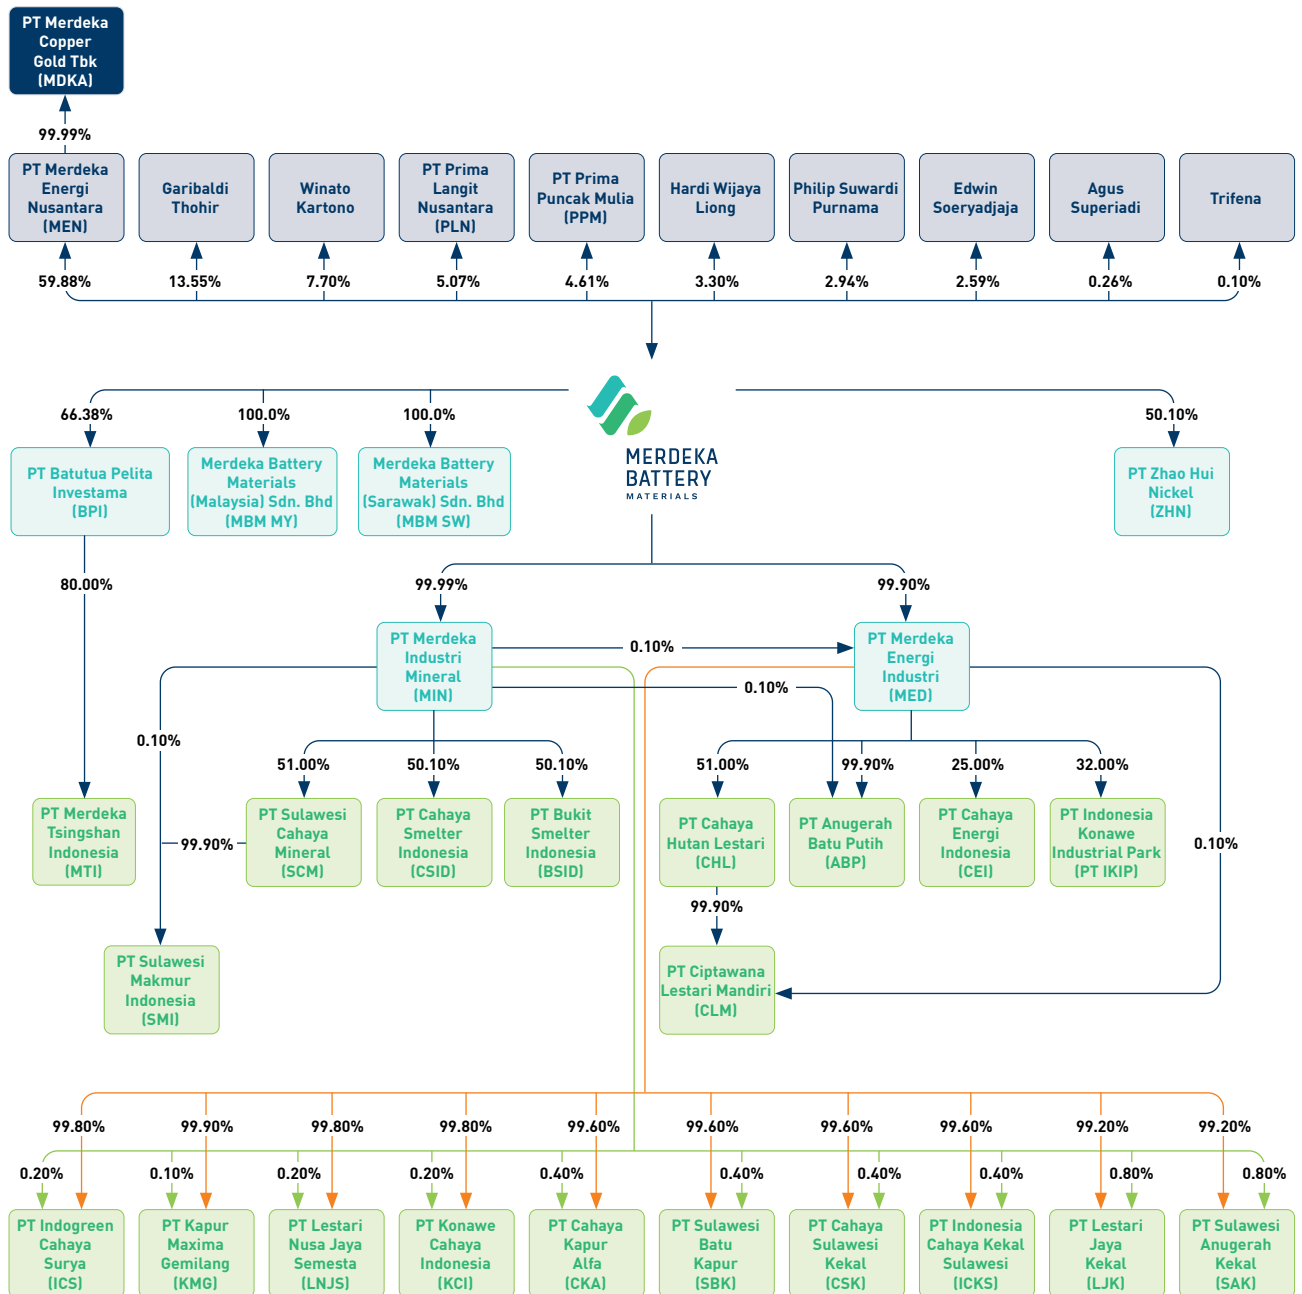 PT Merdeka
Copper
Gold Tbk
(MDKA)
99.99%
PT Merdeka
Energi
Nusantara
(MEN)
Garibaldi
Thohir
Winato
Kartono
PT Prima
Langit
Nusantara
(PLN)
PT Prima
Puncak Mulia
(PPM)
Hardi Wijaya
Liong
Philip Suwardi
Purnama
Edwin
Soeryadjaja
Agus
Superiadi
Trifena
59.88%
13.55%
7.70%
5.07%
4.61%
3.30%
2.94%
2.59%
0.26%
0.10%
MERDEKA
BATTERY
MATERIALS
66.38%
100.0%
100.0%
50.10%
PT Batutua Pelita
Investama
(BPI)
Merdeka Battery
Materials
(Malaysia) Sdn. Bhd
(MBM MY)
Merdeka Battery
Materials
(Sarawak) Sdn. Bhd
(MBM SW)
PT Zhao Hui
Nickel
(ZHN)
80.00%
99.99%
99.90%
PT Merdeka
Industri
Mineral
(MIN)
0.10%
PT Merdeka
Energi
Industri
(MED)
0.10%
0.10%
51.00%
50.10%
50.10%
51.00%
99.90%
25.00%
32.00%
PT Merdeka
Tsingshan
Indonesia
(MTI)
99.90%
PT Sulawesi
Cahaya
Mineral
(SCM)
PT Cahaya
Smelter
Indonesia
(CSID)
PT Bukit
Smelter
Indonesia
(BSID)
PT Cahaya
Hutan Lestari
(CHL)
PT Anugerah
Batu Putih
(ABP)
PT Cahaya
Energi
Indonesia
(CEI)
PT Indonesia
Konawe
Industrial Park
(PT IKIP)
0.10%
99.90%
PT Sulawesi
Makmur
Indonesia
(SMI)
PT Ciptawana
Lestari Mandiri
(CLM)
99.80%
99.90%
99.80%
99.80%
99.60%
99.60%
99.60%
99.60%
99.20%
99.20%
0.20%
0.10%
0.20%
0.20%
0.40%
0.40%
0.40%
0.40%
0.80%
0.80%
PT Indogreen
Cahaya
Surya
(ICS)
PT Kapur
Maxima
Gemilang
(KMG)
PT Lestari
Nusa Jaya
Semesta
(LNJS)
PT Konawe
Cahaya
Indonesia
(KCI)
PT Cahaya
Kapur
Alfa
(CKA)
PT Sulawesi
Batu
Kapur
(SBK)
PT Cahaya
Sulawesi
Kekal
(CSK)
PT Indonesia
Cahaya Kekal
Sulawesi
(ICKS)
PT Lestari
Jaya
Kekal
(LJK)
PT Sulawesi
Anugerah
Kekal
(SAK)